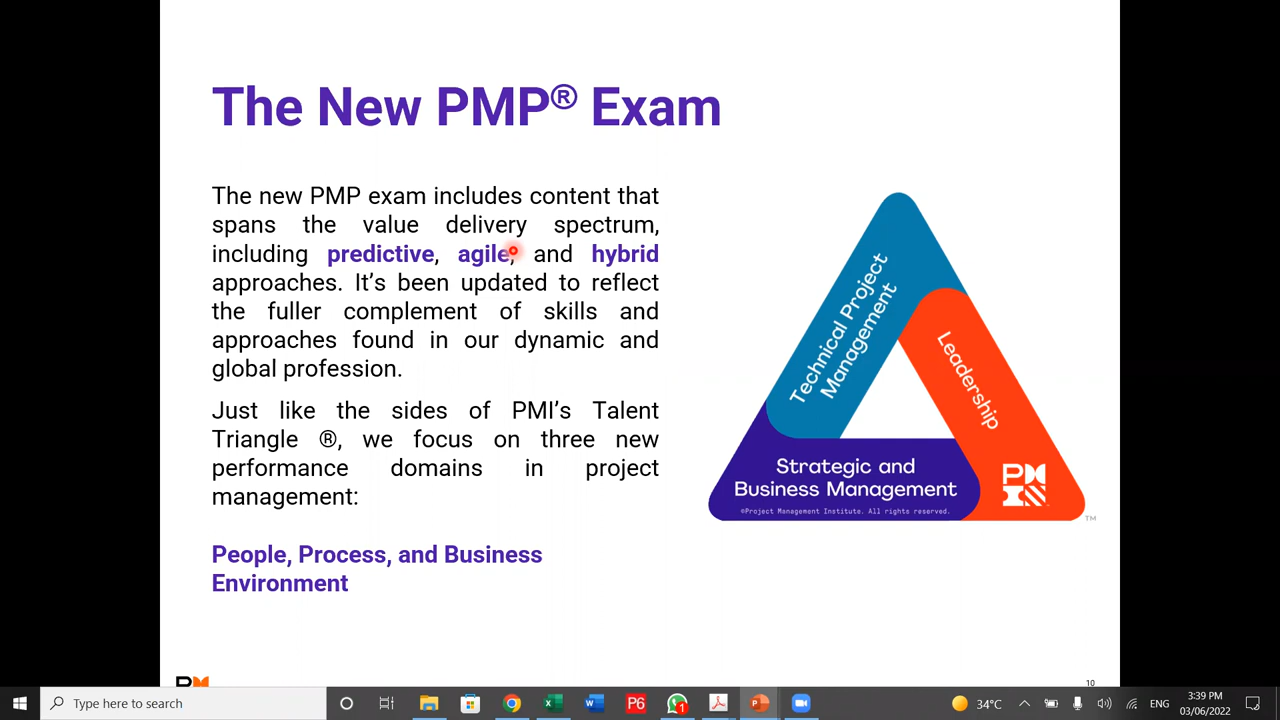 The New PMP® Exam
The new PMP exam includes content that
spans the value delivery spectrum,
including predictive, agile, and hybrid
approaches. It's been updated to reflect
the fuller complement of skills and
approaches found in our dynamic and
global profession.
Just like the sides of PMI's Talent
Triangle ®, we focus on three new
performance domains in project
management:
People, Process, and Business
Environment
Technical Project
Management
Leadership
Strategic and
Business Management
©Project Management Institute. All rights reserved.
PMI
TM
10
Type here to search
P6
1
34°C
ENG
3:39 PM
03/06/2022